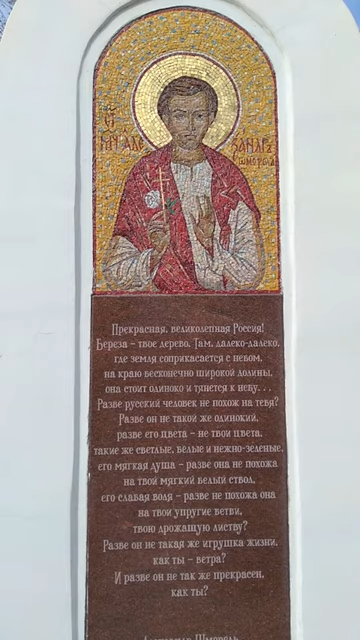 Прекрасная, великолепная Россия!
Береза – твое дерево. Там, далеко-далеко,
где земля соприкасается с небом,
на краю бесконечно широкой долины,
она стоит одиноко и тянется к небу. . .
Разве русский человек не похож на тебя?
Разве он не такой же одинокий,
разве его цвета – не твои цвета,
такие же светлые, белые и нежно-зеленые,
его мягкая душа – разве она не похожа
на твой мягкий белый ствол,
его слабая воля – разве не похожа она
на твои упругие ветви,
твою дрожащую листву?
Разве он не такая же игрушка жизни,
как ты – ветра?
И разве он не так же прекрасен,
как ты?